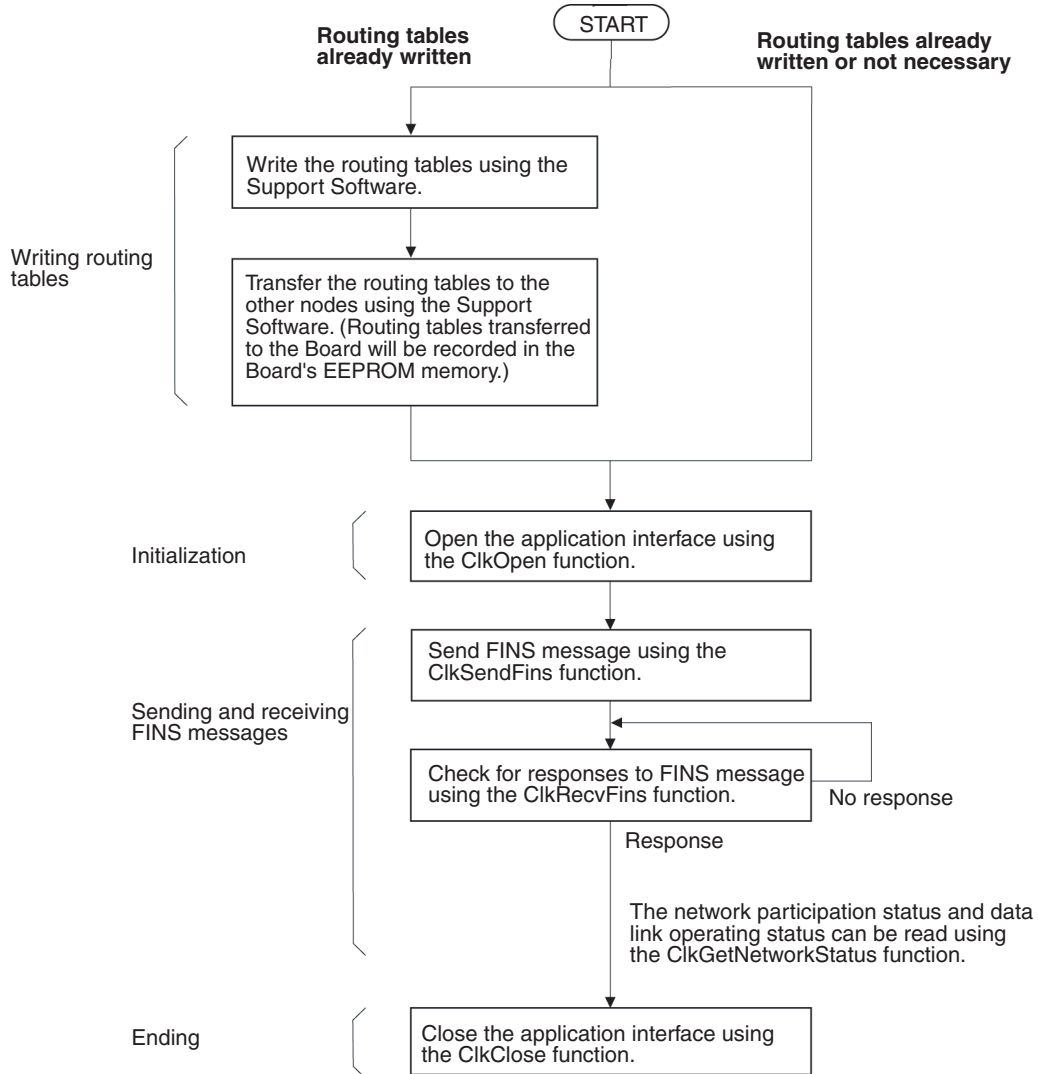 START
Routing tables
already written
Routing tables already
written or not necessary
Write the routing tables using the
Support Software.
Writing routing
tables
Transfer the routing tables to the
other nodes using the Support
Software. (Routing tables transferred
to the Board will be recorded in the
Board's EEPROM memory.)
Initialization
Open the application interface using
the ClkOpen function.
Sending and receiving
FINS messages
Send FINS message using the
ClkSendFins function.
Check for responses to FINS message
using the ClkRecvFins function.
No response
Response
The network participation status and data
link operating status can be read using
the ClkGetNetworkStatus function.
Ending
Close the application interface using
the ClkClose function.